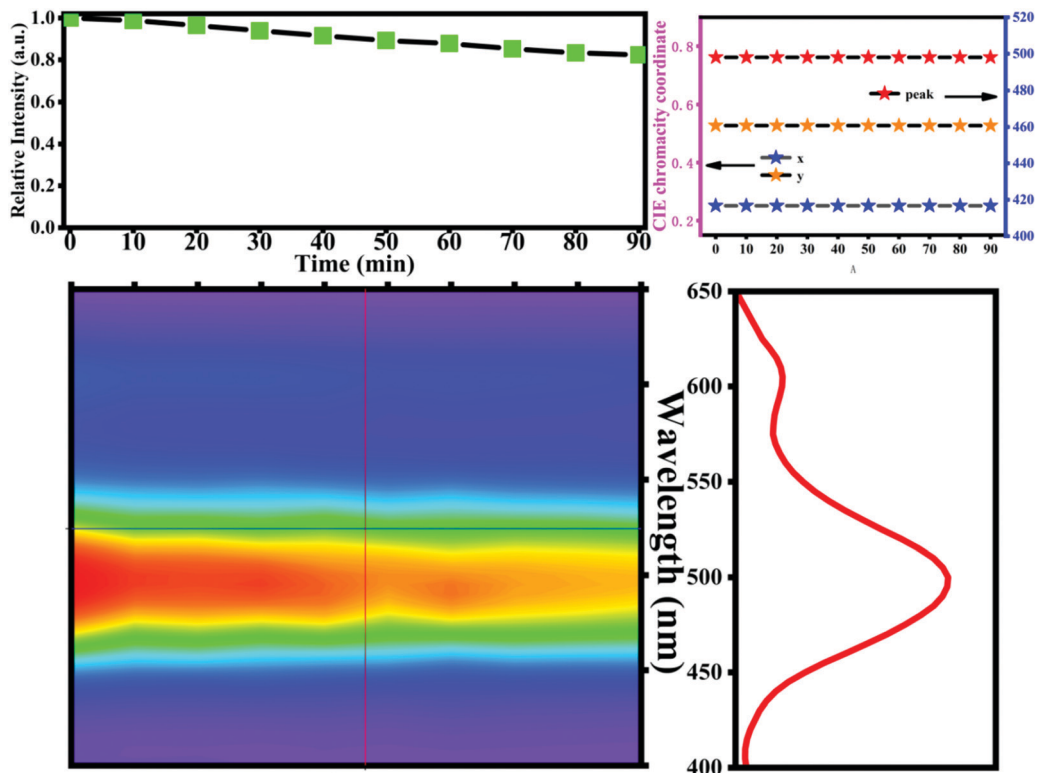 Relative Intensity (a.u.)
1.0
0.8
0.6
0.4
0.2
0.0
0 10 20 30 40 50 60 70 80 90
Time (min)
CIE chromacity coordinate
0.8
0.6
0.4
0.2
520
500
480
460
440
420
400
peak
x
y
0 10 20 30 40 50 60 70 80 90
A
Wavelength (nm)
650
600
550
500
450
400